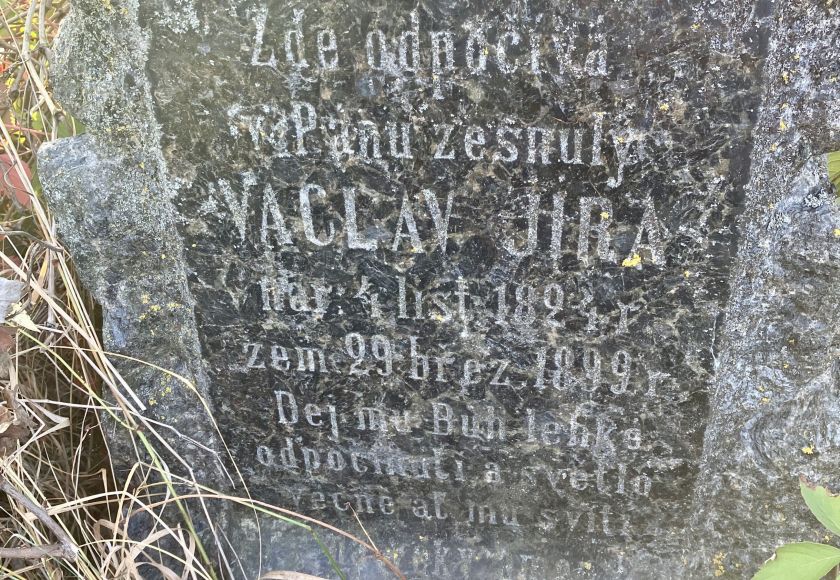 Zde odpočívá
v Pánu zesnulý
VACLAV JIRA
Nar. 4 list. 1824 r
zem. 29 břez. 1899 r.
Dej mu Bůh lehké
odpočinutí a světlo
věčné ať mu svítí